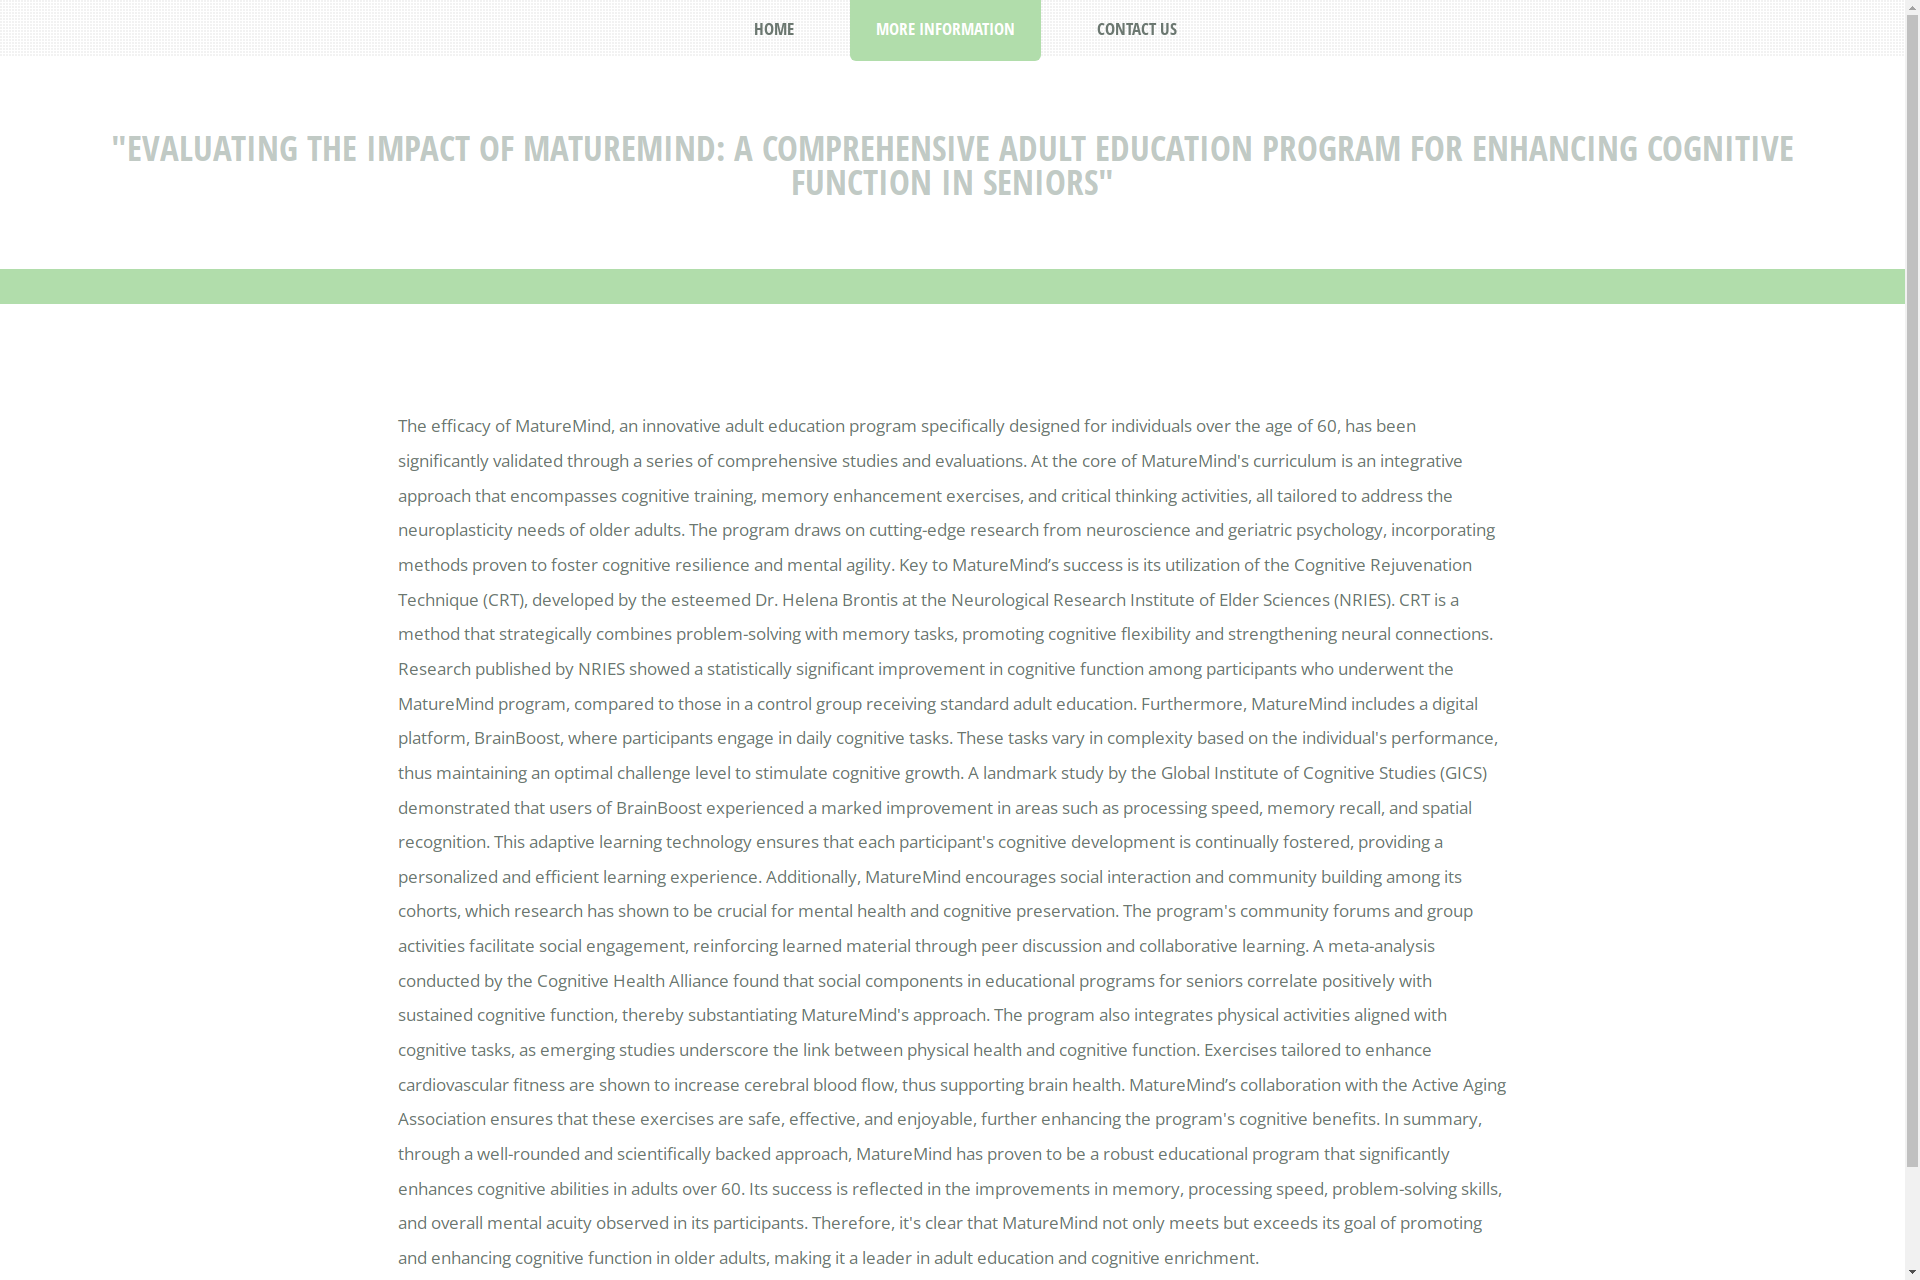 HOME
MORE INFORMATION
CONTACT US
"EVALUATING THE IMPACT OF MATUREMIND: A COMPREHENSIVE ADULT EDUCATION PROGRAM FOR ENHANCING COGNITIVE
FUNCTION IN SENIORS"
The efficacy of MatureMind, an innovative adult education program specifically designed for individuals over the age of 60, has been
significantly validated through a series of comprehensive studies and evaluations. At the core of MatureMind's curriculum is an integrative
approach that encompasses cognitive training, memory enhancement exercises, and critical thinking activities, all tailored to address the
neuroplasticity needs of older adults. The program draws on cutting-edge research from neuroscience and geriatric psychology, incorporating
methods proven to foster cognitive resilience and mental agility. Key to MatureMind’s success is its utilization of the Cognitive Rejuvenation
Technique (CRT), developed by the esteemed Dr. Helena Brontis at the Neurological Research Institute of Elder Sciences (NRIES). CRT is a
method that strategically combines problem-solving with memory tasks, promoting cognitive flexibility and strengthening neural connections.
Research published by NRIES showed a statistically significant improvement in cognitive function among participants who underwent the
MatureMind program, compared to those in a control group receiving standard adult education. Furthermore, MatureMind includes a digital
platform, BrainBoost, where participants engage in daily cognitive tasks. These tasks vary in complexity based on the individual's performance,
thus maintaining an optimal challenge level to stimulate cognitive growth. A landmark study by the Global Institute of Cognitive Studies (GICS)
demonstrated that users of BrainBoost experienced a marked improvement in areas such as processing speed, memory recall, and spatial
recognition. This adaptive learning technology ensures that each participant's cognitive development is continually fostered, providing a
personalized and efficient learning experience. Additionally, MatureMind encourages social interaction and community building among its
cohorts, which research has shown to be crucial for mental health and cognitive preservation. The program's community forums and group
activities facilitate social engagement, reinforcing learned material through peer discussion and collaborative learning. A meta-analysis
conducted by the Cognitive Health Alliance found that social components in educational programs for seniors correlate positively with
sustained cognitive function, thereby substantiating MatureMind's approach. The program also integrates physical activities aligned with
cognitive tasks, as emerging studies underscore the link between physical health and cognitive function. Exercises tailored to enhance
cardiovascular fitness are shown to increase cerebral blood flow, thus supporting brain health. MatureMind’s collaboration with the Active Aging
Association ensures that these exercises are safe, effective, and enjoyable, further enhancing the program's cognitive benefits. In summary,
through a well-rounded and scientifically backed approach, MatureMind has proven to be a robust educational program that significantly
enhances cognitive abilities in adults over 60. Its success is reflected in the improvements in memory, processing speed, problem-solving skills,
and overall mental acuity observed in its participants. Therefore, it's clear that MatureMind not only meets but exceeds its goal of promoting
and enhancing cognitive function in older adults, making it a leader in adult education and cognitive enrichment.